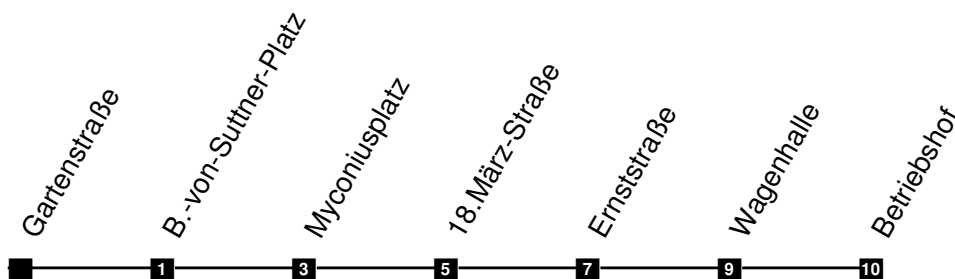 Gartenstraße
B.-von-Suttner-Platz
Myconiusplatz
18.März-Straße
Ernststraße
Wagenhalle
Betriebshof
1 3 5 7 9 10